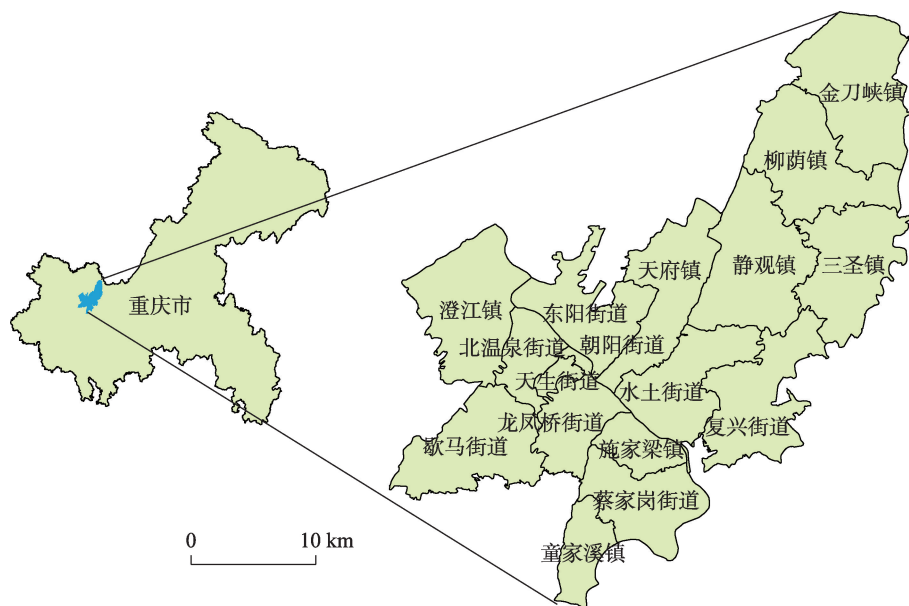 金刀峡镇
柳荫镇
静观镇
三圣镇
天府镇
重庆市
澄江镇
东阳街道
北温泉街道
朝阳街道
天生街道
水土街道
龙凤桥街道
复兴街道
歇马街道
施家梁镇
蔡家岗街道
童家溪镇
0 10 km